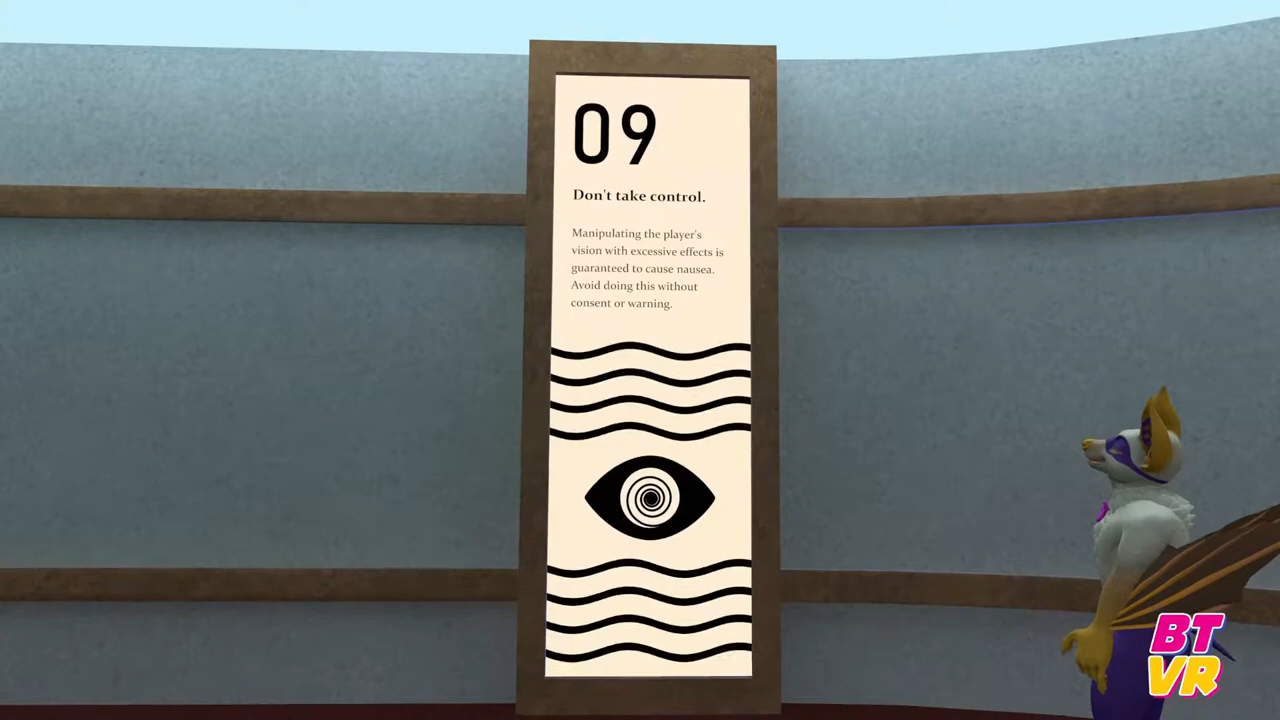 09
Don't take control.
Manipulating the player's
vision with excessive effects is
guaranteed to cause nausea.
Avoid doing this without
consent or warning.
BT
VR